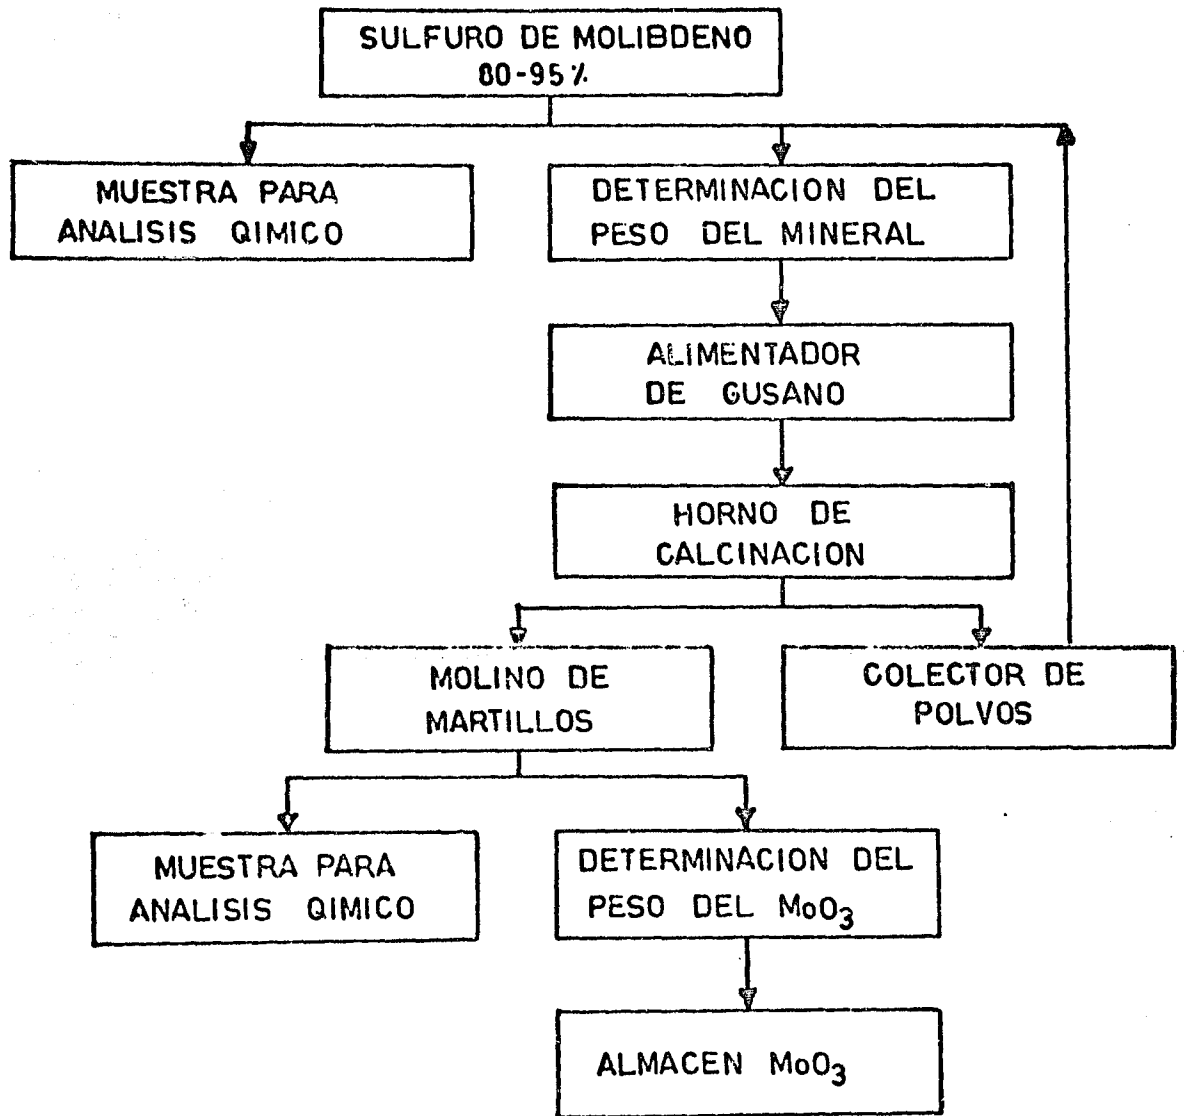 SULFURO DE MOLIBDENO
80-95%
MUESTRA PARA
ANALISIS QIMICO
DETERMINACION DEL
PESO DEL MINERAL
ALIMENTADOR
DE GUSANO
HORNO DE
CALCINACION
MOLINO DE
MARTILLOS
COLECTOR DE
POLVOS
MUESTRA PARA
ANALISIS QIMICO
DETERMINACION DEL
PESO DEL MoO₃
ALMACEN MoO₃